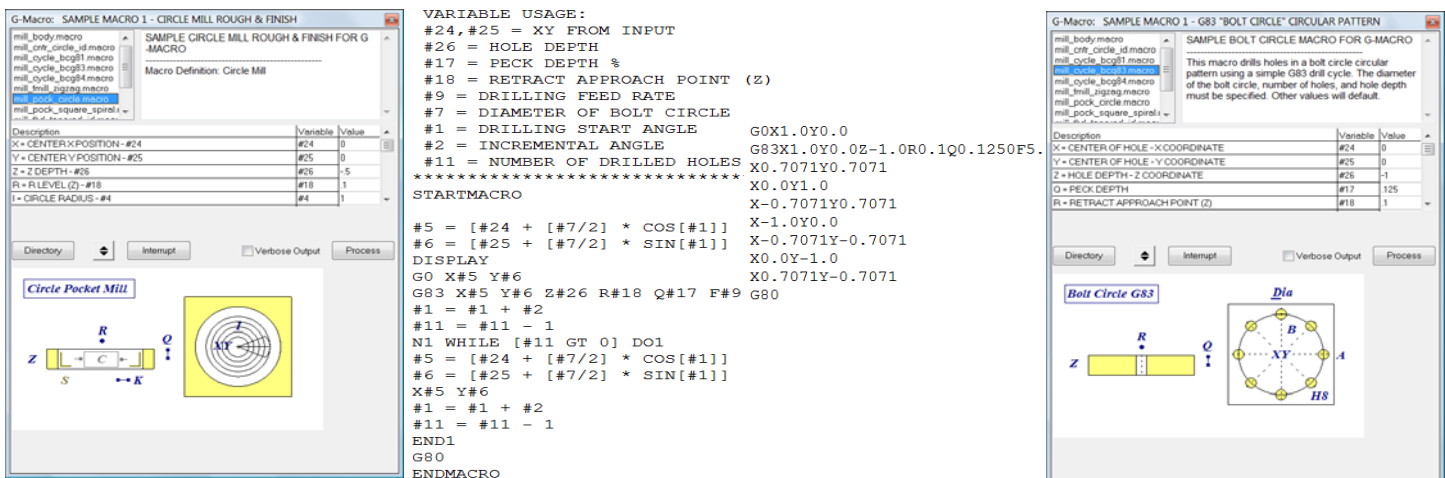 G-Macro: SAMPLE MACRO 1 - CIRCLE MILL ROUGH & FINISH
mill_body.macro
mill_cntr_circle_id.macro
mill_cycle_bcg81.macro
mill_cycle_bcg83.macro
mill_cycle_bcg84.macro
mill_fmill_zigzag.macro
mill_pock_circle.macro
mill_pock_square_spiral.
SAMPLE CIRCLE MILL ROUGH & FINISH FOR G
-MACRO
Macro Definition: Circle Mill
Description Variable Value
X = CENTER X POSITION - #24 #24 0
Y = CENTER Y POSITION - #25 #25 0
Z = Z DEPTH - #26 #26 -.5
R = R LEVEL (Z) - #18 #18 .1
I = CIRCLE RADIUS - #4 #4 1
Directory Interrupt Verbose Output Process
Circle Pocket Mill
R
Q
Z
C
S
K
I
XY
VARIABLE USAGE:
#24,#25 = XY FROM INPUT
#26 = HOLE DEPTH
#17 = PECK DEPTH %
#18 = RETRACT APPROACH POINT (Z)
#9 = DRILLING FEED RATE
#7 = DIAMETER OF BOLT CIRCLE
#1 = DRILLING START ANGLE
#2 = INCREMENTAL ANGLE
#11 = NUMBER OF DRILLED HOLES
*******************************
STARTMACRO
#5 = [#24 + [#7/2] * COS[#1]]
#6 = [#25 + [#7/2] * SIN[#1]]
DISPLAY
G0 X#5 Y#6
G83 X#5 Y#6 Z#26 R#18 Q#17 F#9
#1 = #1 + #2
#11 = #11 - 1
N1 WHILE [#11 GT 0] DO1
#5 = [#24 + [#7/2] * COS[#1]]
#6 = [#25 + [#7/2] * SIN[#1]]
X#5 Y#6
#1 = #1 + #2
#11 = #11 - 1
END1
G80
ENDMACRO
G0X1.0Y0.0
G83X1.0Y0.0Z-1.0R0.1Q0.1250F5.
X0.7071Y0.7071
X0.0Y1.0
X-0.7071Y0.7071
X-1.0Y0.0
X-0.7071Y-0.7071
X0.0Y-1.0
X0.7071Y-0.7071
G80
G-Macro: SAMPLE MACRO 1 - G83 "BOLT CIRCLE" CIRCULAR PATTERN
mill_body.macro
mill_cntr_circle_id.macro
mill_cycle_bcg81.macro
mill_cycle_bcg83.macro
mill_cycle_bcg84.macro
mill_fmill_zigzag.macro
mill_pock_circle.macro
mill_pock_square_spiral.
SAMPLE BOLT CIRCLE MACRO FOR G-MACRO
This macro drills holes in a bolt circle circular
pattern using a simple G83 drill cycle. The diameter
of the bolt circle, number of holes, and hole depth
must be specified. Other values will default.
Description Variable Value
X = CENTER OF HOLE - X COORDINATE #24 0
Y = CENTER OF HOLE - Y COORDINATE #25 0
Z = HOLE DEPTH - Z COORDINATE #26 -1
Q = PECK DEPTH #17 .125
R = RETRACT APPROACH POINT (Z) #18 .1
Directory Interrupt Verbose Output Process
Bolt Circle G83
Dia
R
B
Q
Z
XY
A
H8